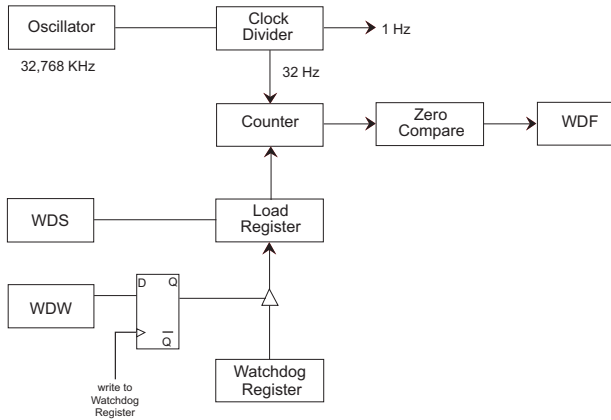 Oscillator
Clock
Divider
1 Hz
32,768 KHz
32 Hz
Counter
Zero
Compare
WDF
WDS
Load
Register
WDW
D
Q
Q
write to
Watchdog
Register
Watchdog
Register